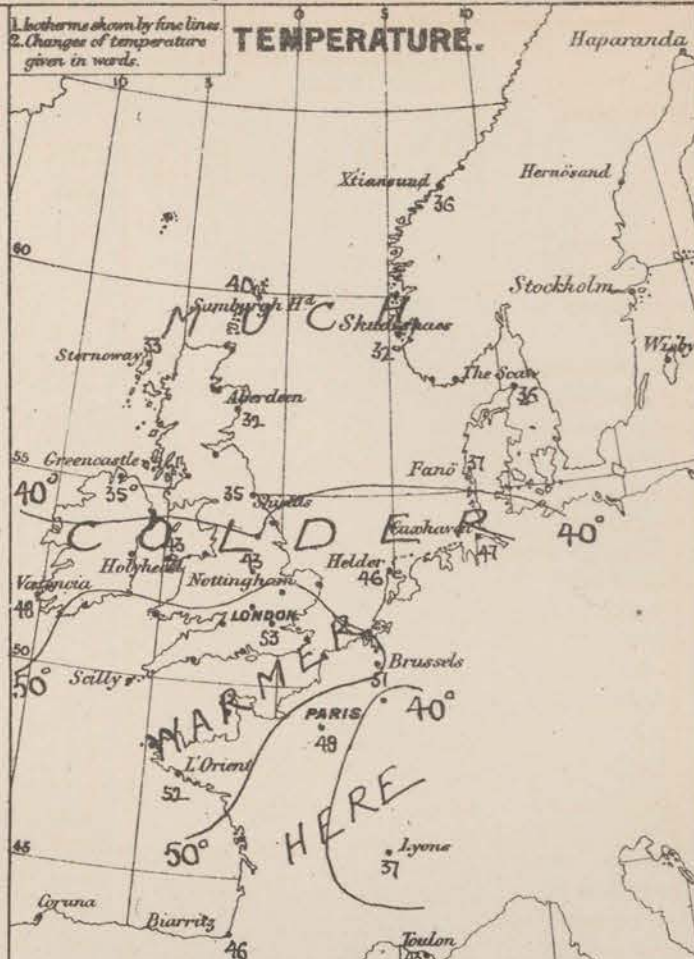 1. Isotherms shown by fine lines.
2. Changes of temperature
given in words.
TEMPERATURE.
0 5 10
10 5
Haparanda
Xtiansund
36
Hernösand
60
40
Sumburgh Hd
Stockholm
MUCH
Skudesnaes
32
Wisby
33
Stornoway
The Scaw
36
Aberdeen
32
55
Greencastle
35
35
Shields
Fanö
37
40°
40°
COLDER
Cuxhaven
47
43
43
Holyhead
Nottingham
Helder
46
Valencia
48
LONDON
53
50
50°
Scilly
Brussels
51
WARMER
40°
PARIS
48
L'Orient
52
HERE
50°
45
Lyons
37
Coruna
Biarritz
46
Toulon